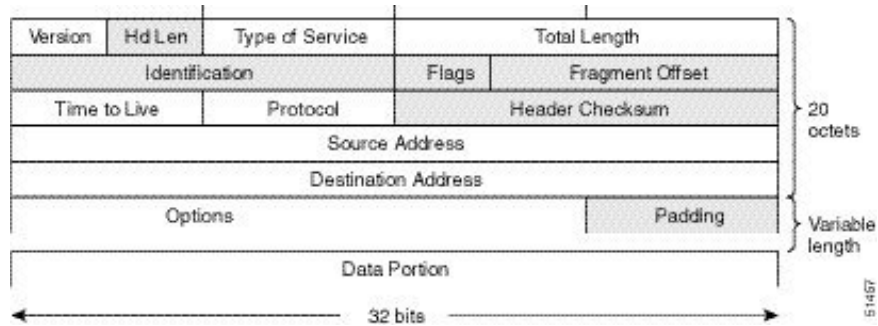 Version Hd Len Type of Service Total Length
Identification Flags Fragment Offset
Time to Live Protocol Header Checksum
20
octets
Source Address
Destination Address
Options Padding
Variable
length
Data Portion
32 bits
51457